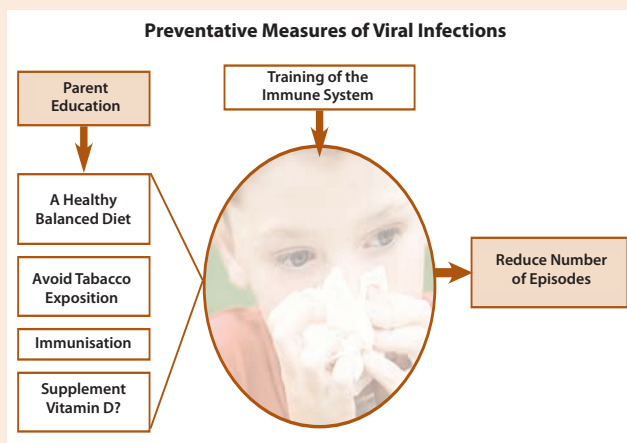 Preventative Measures of Viral Infections
Parent
Education
Training of the
Immune System
A Healthy
Balanced Diet
Avoid Tabacco
Exposition
Immunisation
Supplement
Vitamin D?
Reduce Number
of Episodes